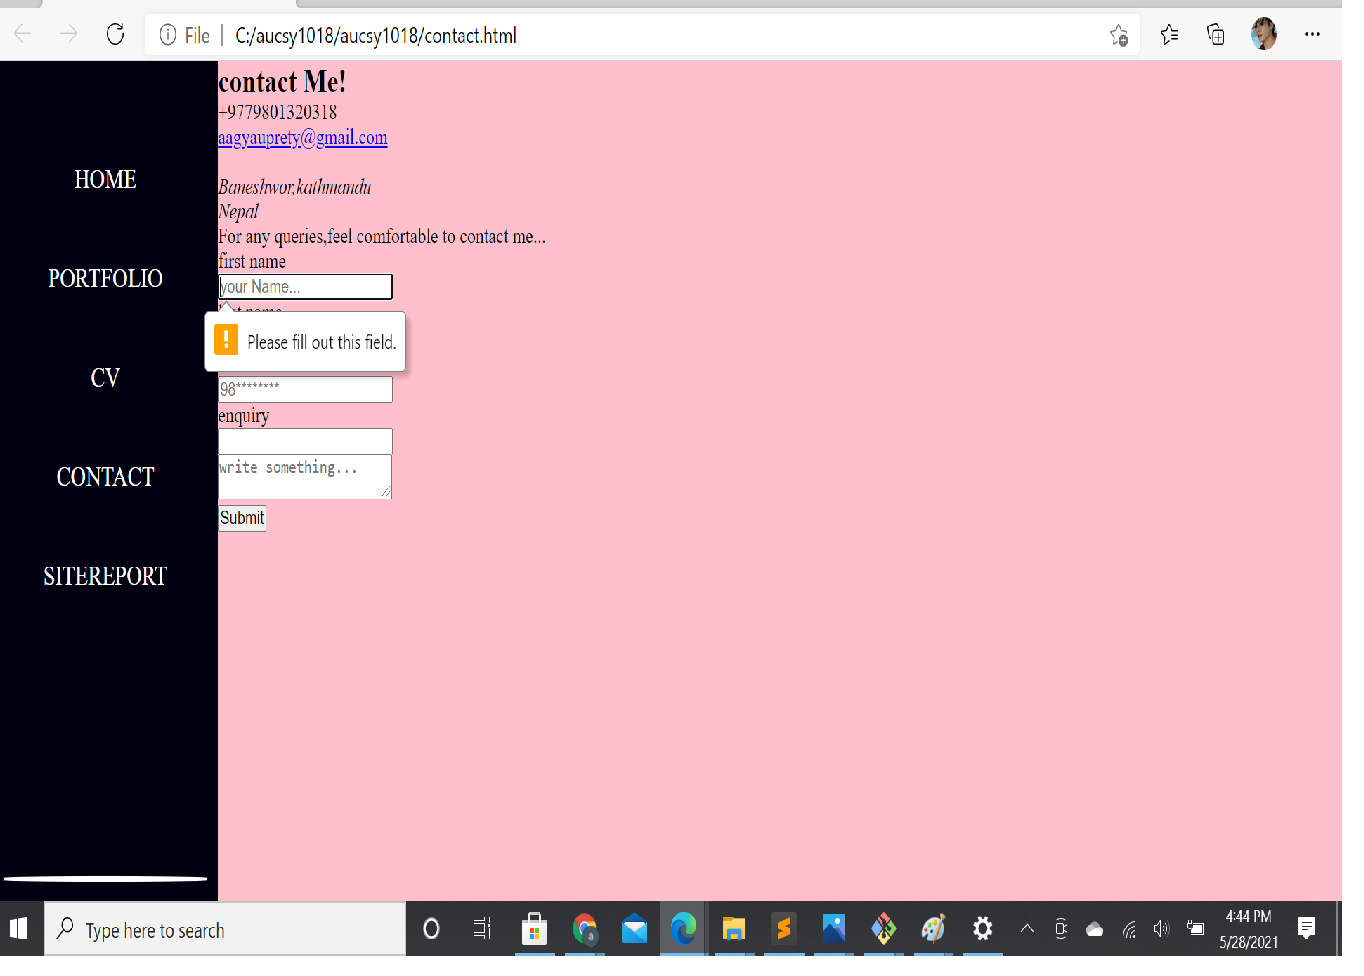 File | C:/aucsy1018/aucsy1018/contact.html
HOME
PORTFOLIO
CV
CONTACT
SITEREPORT
contact Me!
+9779801320318
aagyauprety@gmail.com
Baneshwor,kathmandu
Nepal
For any queries,feel comfortable to contact me...
first name
your Name...
Please fill out this field.
98********
enquiry
write something...
Submit
Type here to search
4:44 PM
5/28/2021